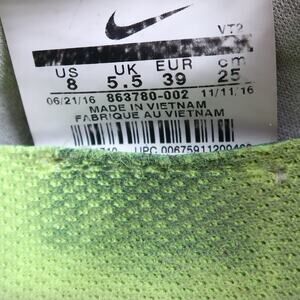 VT2
US UK EUR cm
8 5.5 39 25
06/21/16 863780-002 11/11/16
MADE IN VIETNAM
FABRIQUE AU VIETNAM
UPC